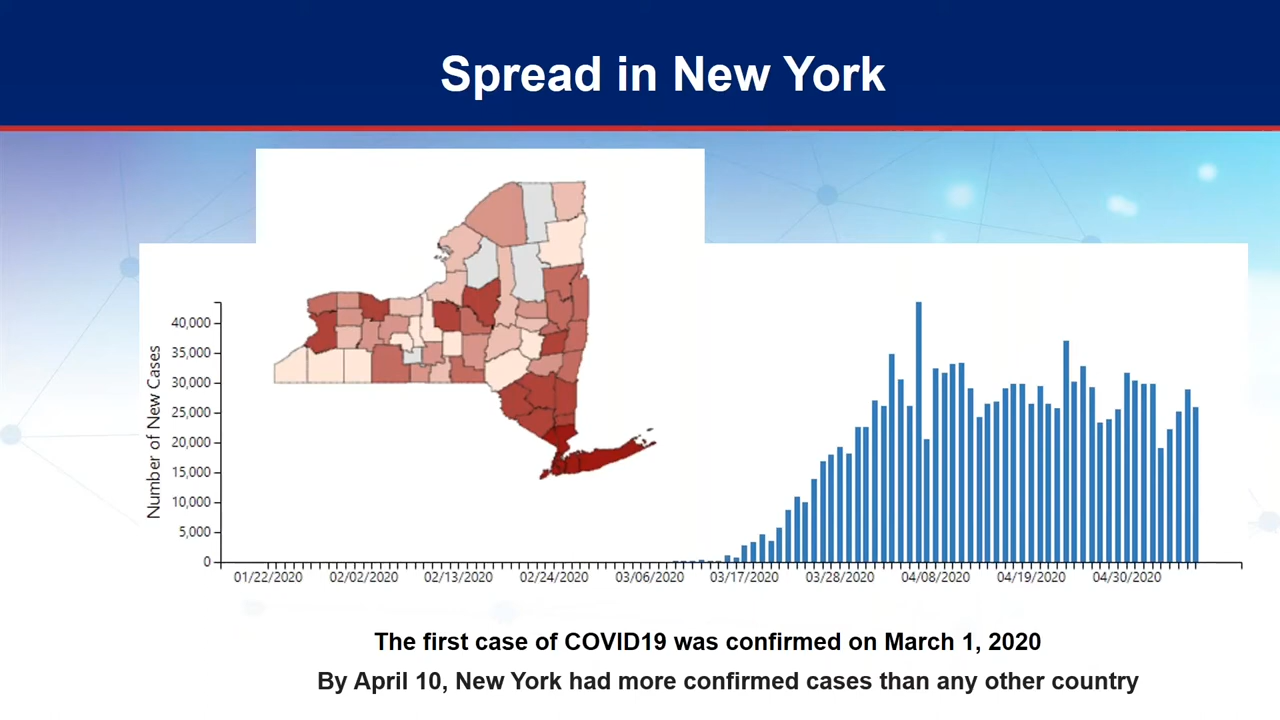 Spread in New York
Number of New Cases
40,000
35,000
30,000
25,000
20,000
15,000
10,000
5,000
0
01/22/2020 02/02/2020 02/13/2020 02/24/2020 03/06/2020 03/17/2020 03/28/2020 04/08/2020 04/19/2020 04/30/2020
The first case of COVID19 was confirmed on March 1, 2020
By April 10, New York had more confirmed cases than any other country